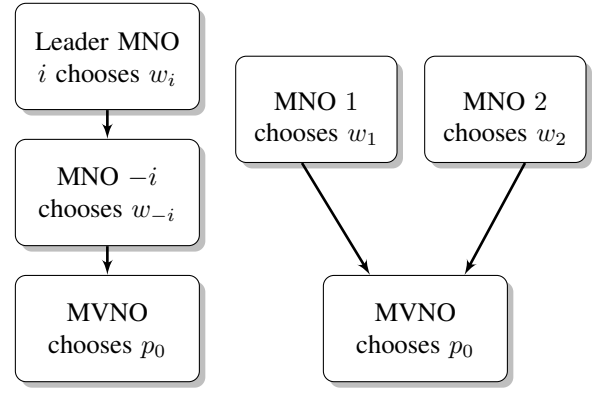 Leader MNO
i chooses w_i
MNO −i
chooses w_{−i}
MVNO
chooses p_0
MNO 1
chooses w_1
MNO 2
chooses w_2
MVNO
chooses p_0